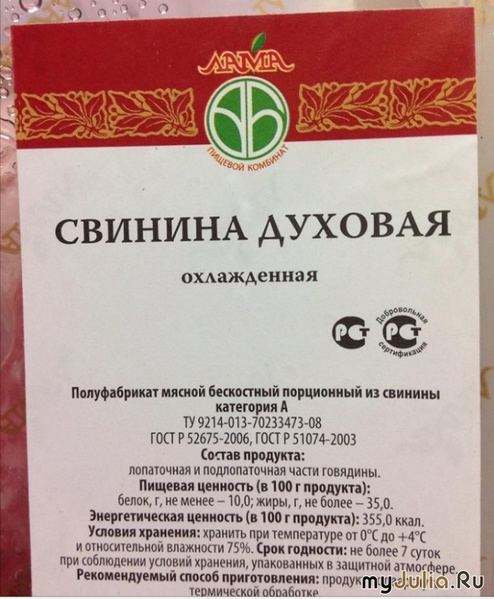 ЛАМА
ПИЩЕВОЙ КОМБИНАТ
СВИНИНА ДУХОВАЯ
охлажденная
РСТ
Добровольная
РСТ
сертификация
Полуфабрикат мясной бескостный порционный из свинины
категория А
ТУ 9214-013-70233473-08
ГОСТ Р 52675-2006, ГОСТ Р 51074-2003
Состав продукта:
лопаточная и подлопаточная части говядины.
Пищевая ценность (в 100 г продукта):
белок, г, не менее – 10,0; жиры, г, не более – 35,0.
Энергетическая ценность (в 100 г продукта): 355,0 ккал.
Условия хранения: хранить при температуре от 0°С до +4°С
и относительной влажности 75%. Срок годности: не более 7 суток
при соблюдении условий хранения, упакованных в защитной атмосфере.
Рекомендуемый способ приготовления:
термической обработке.
myJulia.Ru